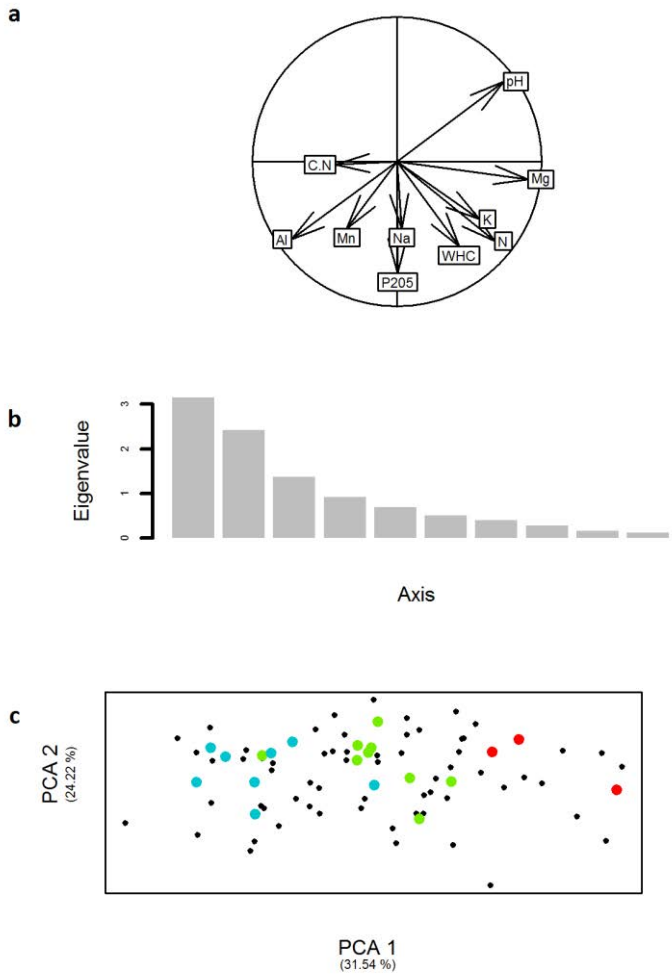 a
pH
C.N
Mg
K
Al
Mn
Na
N
WHC
P205
b
Eigenvalue
3
2
1
0
Axis
c
PCA 2
(24.22 %)
PCA 1
(31.54 %)